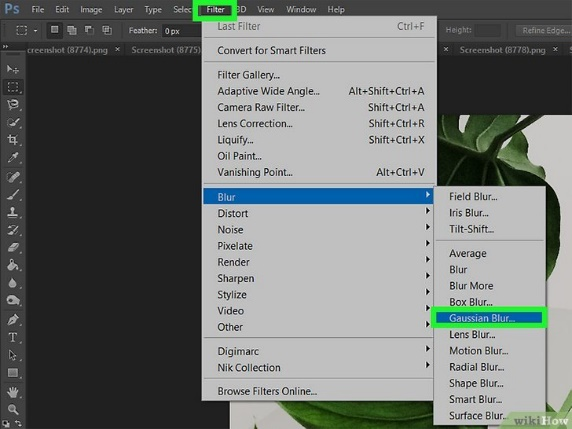 Ps File Edit Image Layer Type Select Filter 3D View Window Help
Feather: 0 px Height: Refine Edge...
creenshot (8774).png Screenshot (8775). (8778).png Screenshot
Last Filter Ctrl+F
Convert for Smart Filters
Filter Gallery...
Adaptive Wide Angle... Alt+Shift+Ctrl+A
Camera Raw Filter... Shift+Ctrl+A
Lens Correction... Shift+Ctrl+R
Liquify... Shift+Ctrl+X
Oil Paint...
Vanishing Point... Alt+Ctrl+V
Blur
Distort
Noise
Pixelate
Render
Sharpen
Stylize
Video
Other
Digimarc
Nik Collection
Browse Filters Online...
Field Blur...
Iris Blur...
Tilt-Shift...
Average
Blur
Blur More
Box Blur...
Gaussian Blur...
Lens Blur...
Motion Blur...
Radial Blur...
Shape Blur...
Smart Blur...
Surface Blur...
wikiHow